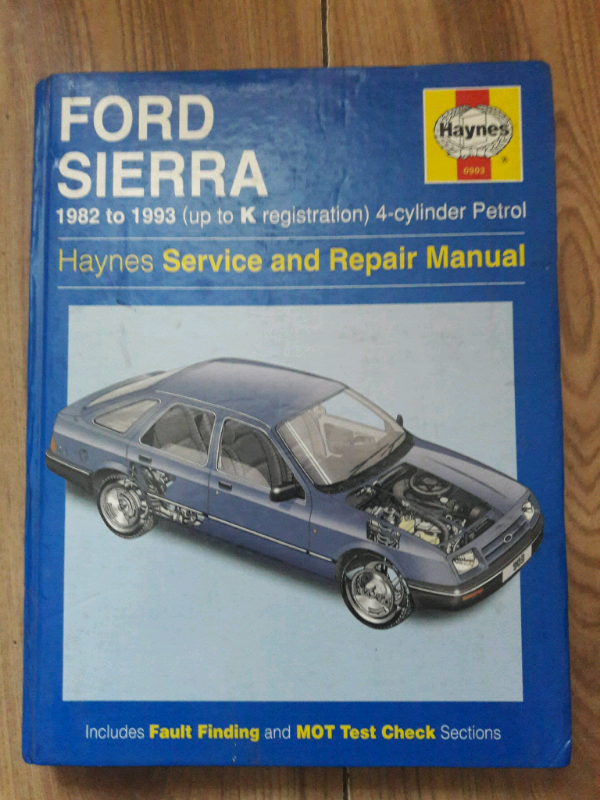 FORD
SIERRA
Haynes
®
0903
1982 to 1993 (up to K registration) 4-cylinder Petrol
Haynes Service and Repair Manual
Includes Fault Finding and MOT Test Check Sections